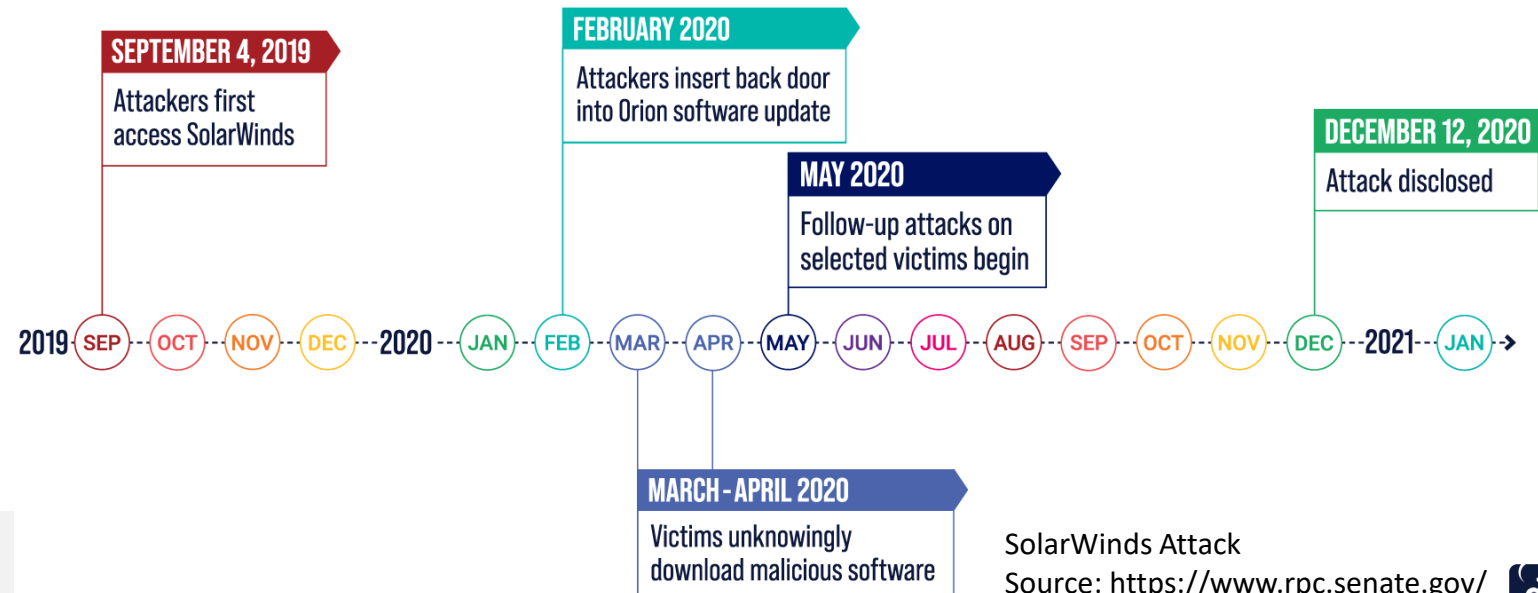 SEPTEMBER 4, 2019
Attackers first
access SolarWinds
FEBRUARY 2020
Attackers insert back door
into Orion software update
MAY 2020
Follow-up attacks on
selected victims begin
DECEMBER 12, 2020
Attack disclosed
2019 SEP OCT NOV DEC 2020 JAN FEB MAR APR MAY JUN JUL AUG SEP OCT NOV DEC 2021 JAN
MARCH - APRIL 2020
Victims unknowingly
download malicious software
SolarWinds Attack
Source: https://www.rpc.senate.gov/